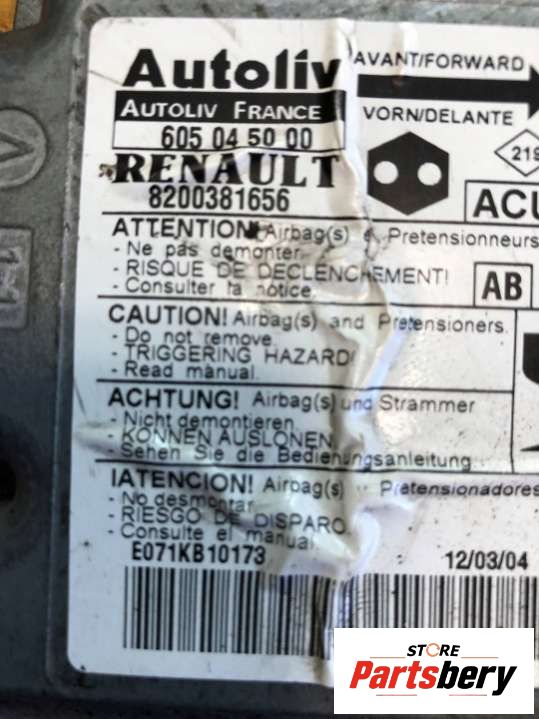 Autoliv
AVANT/FORWARD
AUTOLIV FRANCE
VORN/DELANTE
605 04 50 00
219
RENAULT
8200381656
ACU
ATTENTION! Airbag(s) e Pretensionneurs
- Ne pas demonter.
- RISQUE DE DECLENCHEMENT!
- Consulter la notice.
AB
CAUTION! Airbag(s) and Pretensioners.
- Do not remove.
- TRIGGERING HAZARD!
- Read manual.
ACHTUNG! Airbag(s) und Strammer
- Nicht demontieren.
- KONNEN AUSLONEN.
- Sehen Sie die Bedienungsanleitung
IATENCION! Airbag(s) Pretensionadores
- No desmontar.
- RIESGO DE DISPARO.
- Consulte el manual.
E071KB10173
12/03/04
STORE
Partsbery